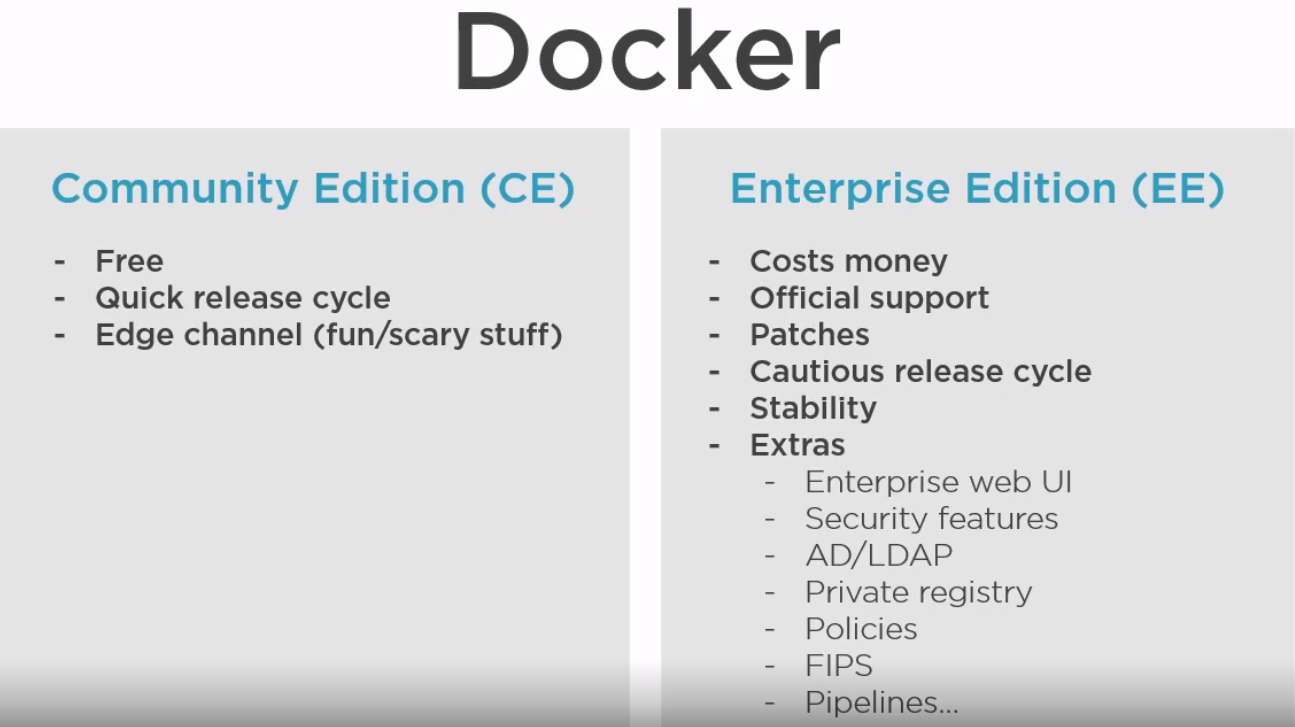 Docker
Community Edition (CE)
- Free
- Quick release cycle
- Edge channel (fun/scary stuff)
Enterprise Edition (EE)
- Costs money
- Official support
- Patches
- Cautious release cycle
- Stability
- Extras
- Enterprise web UI
- Security features
- AD/LDAP
- Private registry
- Policies
- FIPS
- Pipelines...